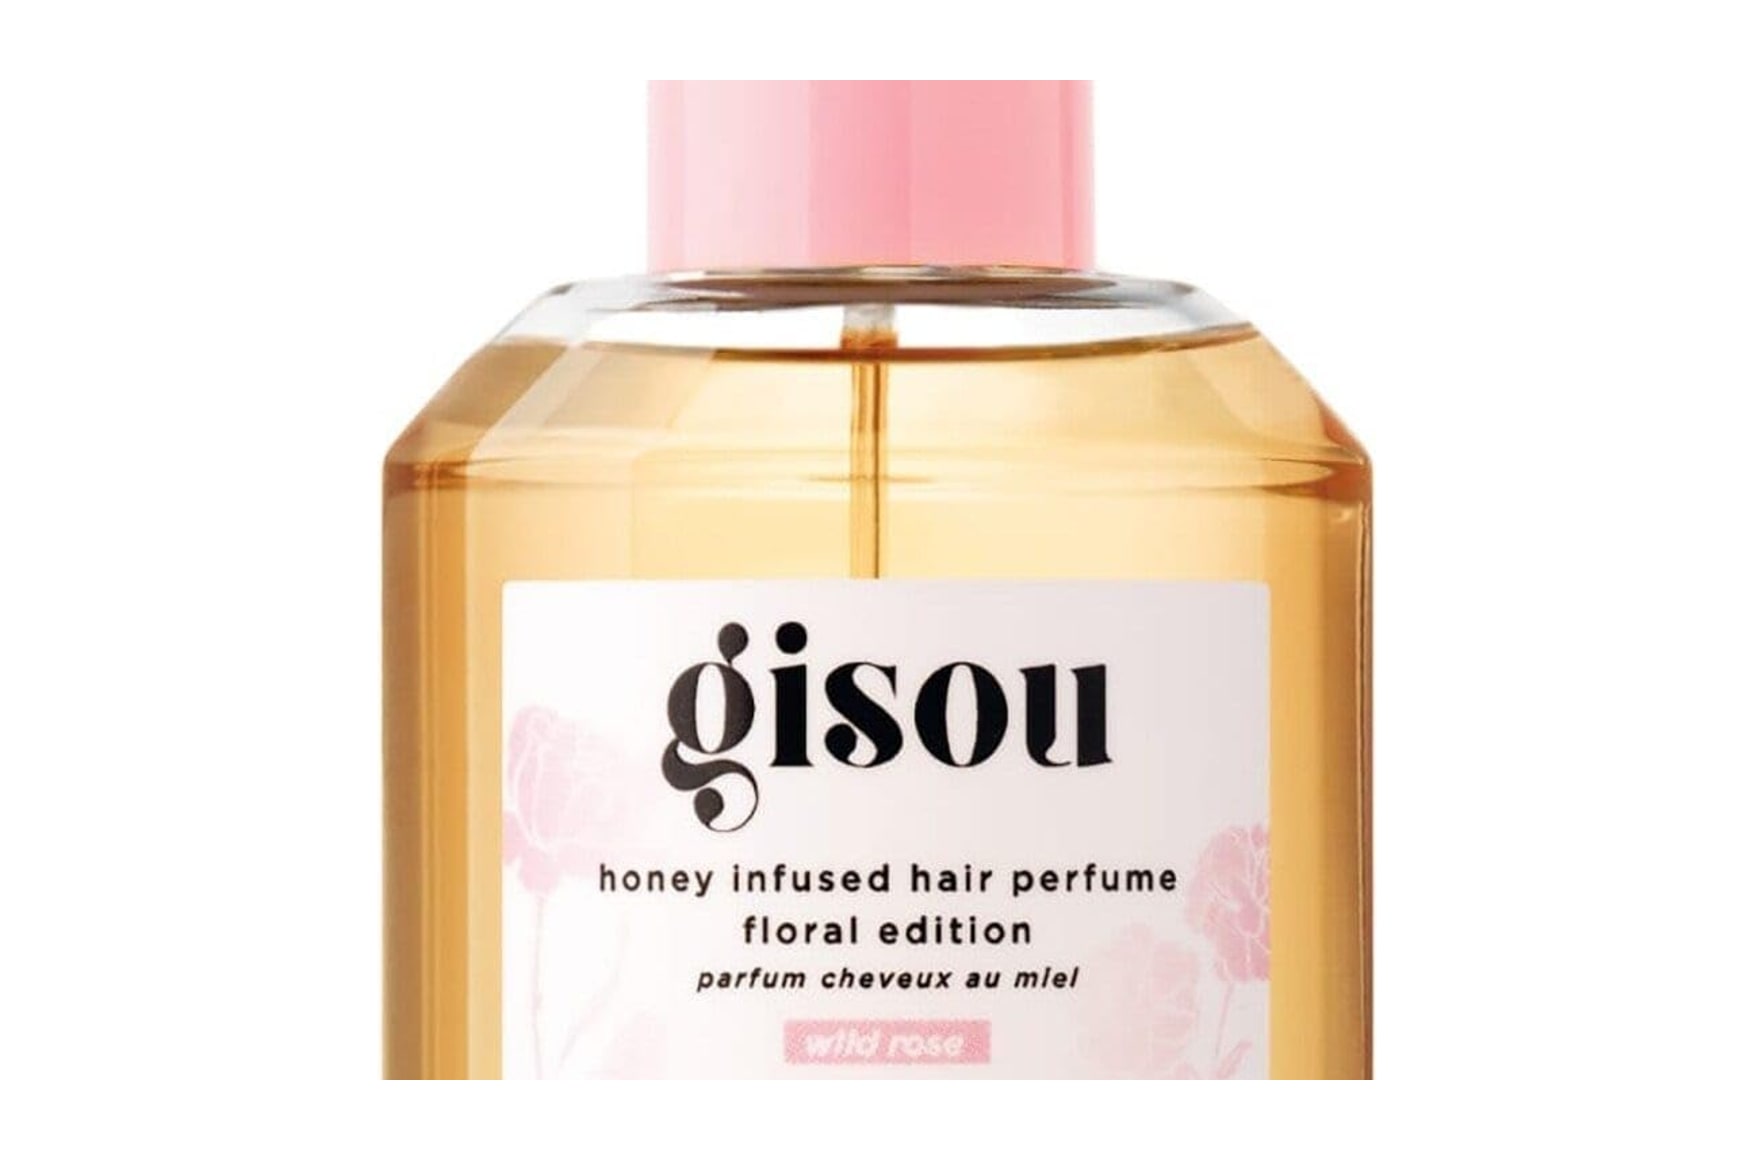 gisou
honey infused hair perfume
floral edition
parfum cheveux au miel
wild rose